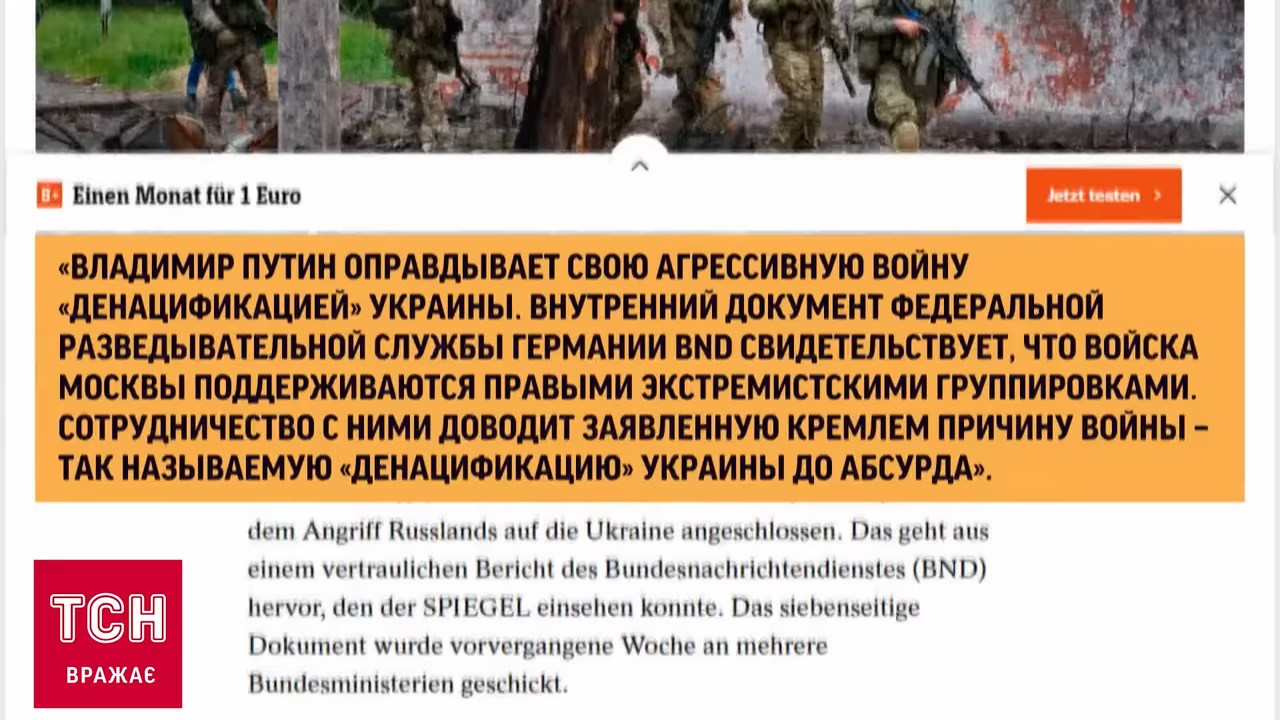 B+ Einen Monat für 1 Euro
Jetzt testen
«ВЛАДИМИР ПУТИН ОПРАВДЫВАЕТ СВОЮ АГРЕССИВНУЮ ВОЙНУ
«ДЕНАЦИФИКАЦИЕЙ» УКРАИНЫ. ВНУТРЕННИЙ ДОКУМЕНТ ФЕДЕРАЛЬНОЙ
РАЗВЕДЫВАТЕЛЬНОЙ СЛУЖБЫ ГЕРМАНИИ BND СВИДЕТЕЛЬСТВУЕТ, ЧТО ВОЙСКА
МОСКВЫ ПОДДЕРЖИВАЮТСЯ ПРАВЫМИ ЭКСТРЕМИСТСКИМИ ГРУППИРОВКАМИ.
СОТРУДНИЧЕСТВО С НИМИ ДОВОДИТ ЗАЯВЛЕННУЮ КРЕМЛЕМ ПРИЧИНУ ВОЙНЫ –
ТАК НАЗЫВАЕМУЮ «ДЕНАЦИФИКАЦИЮ» УКРАИНЫ ДО АБСУРДА».
dem Angriff Russlands auf die Ukraine angeschlossen. Das geht aus
einem vertraulichen Bericht des Bundesnachrichtendienstes (BND)
hervor, den der SPIEGEL einsehen konnte. Das siebenseitige
Dokument wurde vorvergangene Woche an mehrere
Bundesministerien geschickt.
ТСН
ВРАЖАЄ